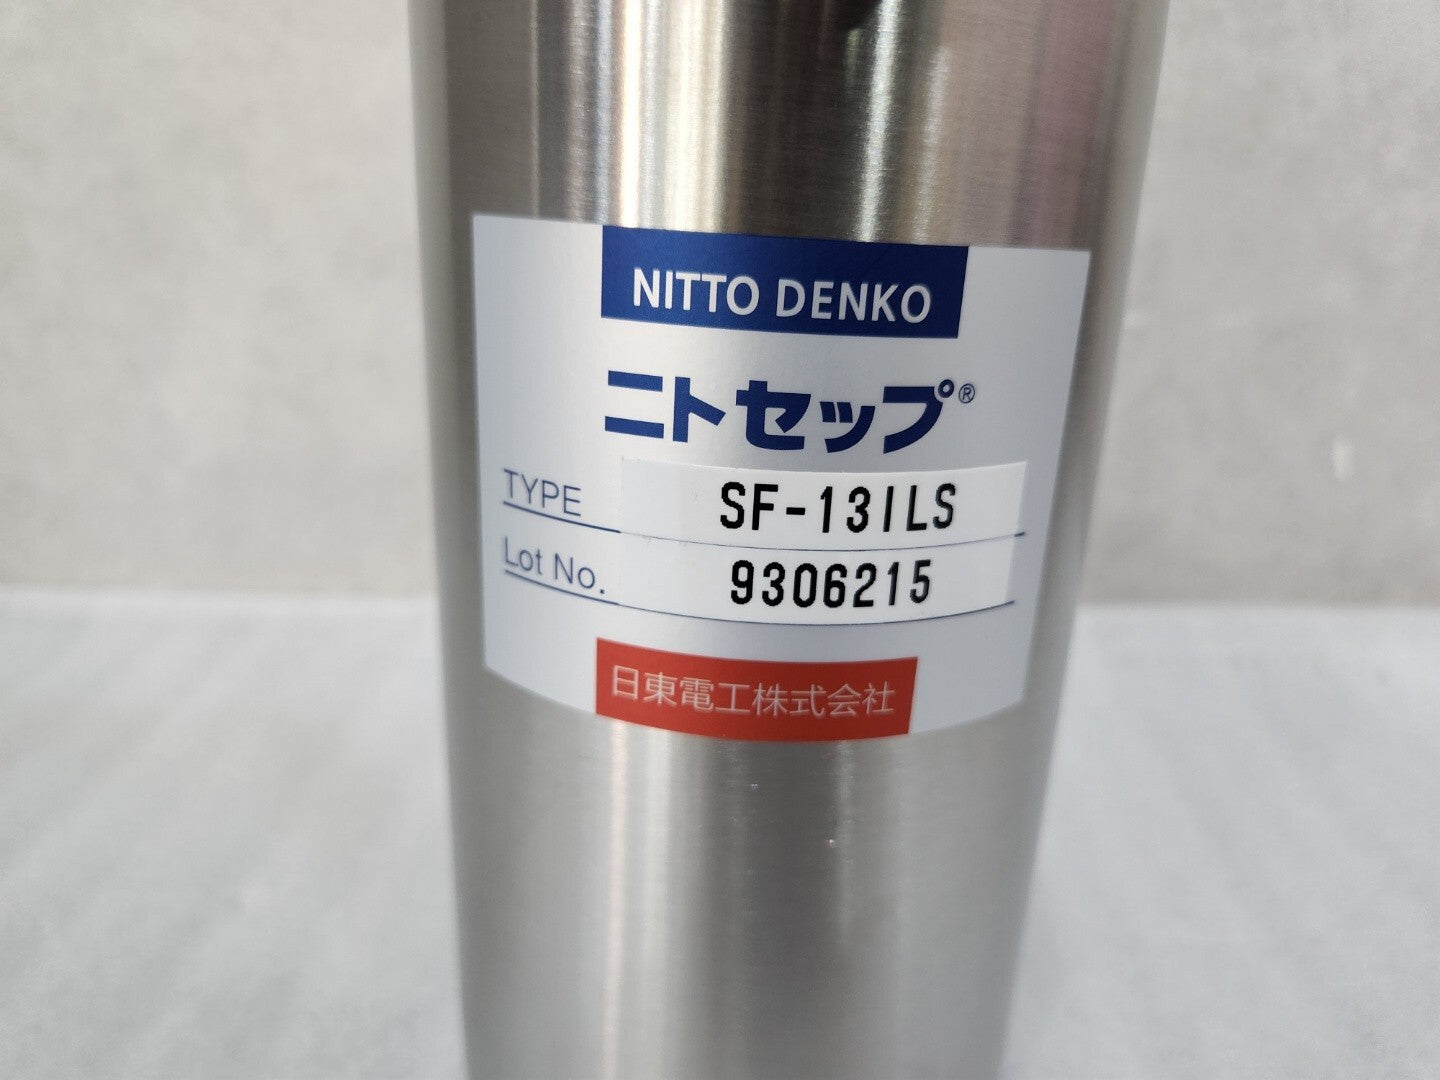 NITTO DENKO
ニトセップ®
TYPE SF-13ILS
Lot No. 9306215
日東電工株式会社